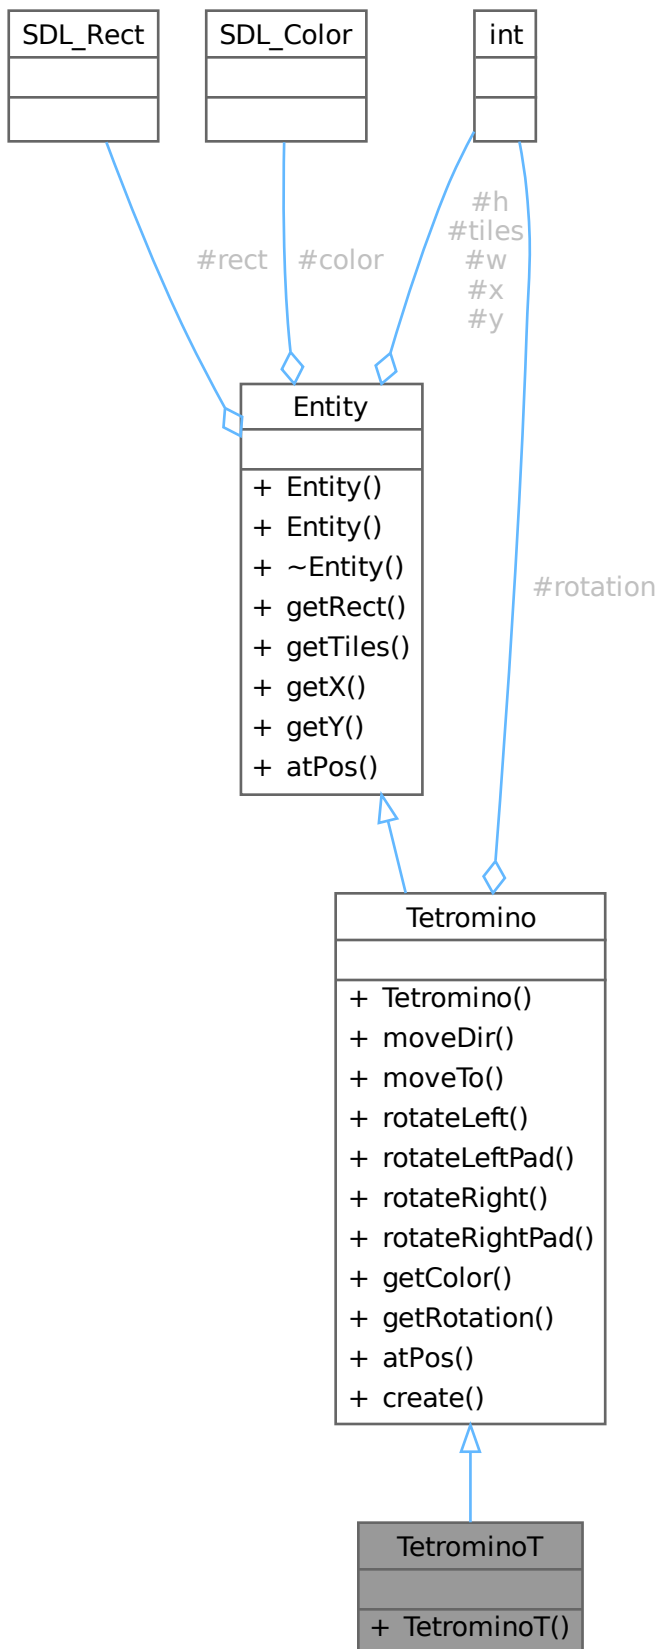 SDL_Rect
SDL_Color
int
#h
#tiles
#w
#x
#y
#rect
#color
Entity
+ Entity()
+ Entity()
+ ~Entity()
+ getRect()
+ getTiles()
+ getX()
+ getY()
+ atPos()
#rotation
Tetromino
+ Tetromino()
+ moveDir()
+ moveTo()
+ rotateLeft()
+ rotateLeftPad()
+ rotateRight()
+ rotateRightPad()
+ getColor()
+ getRotation()
+ atPos()
+ create()
TetrominoT
+ TetrominoT()